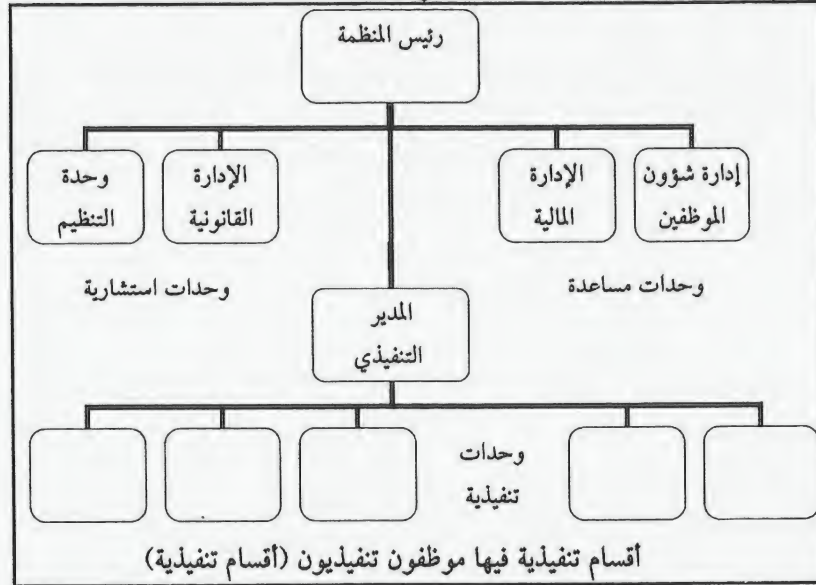 رئيس المنظمة
إدارة شؤون
الموظفين
الإدارة
المالية
الإدارة
القانونية
وحدة
التنظيم
وحدات مساعدة
وحدات استشارية
المدير
التنفيذي
وحدات
تنفيذية
أقسام تنفيذية فيها موظفون تنفيذيون (أقسام تنفيذية)